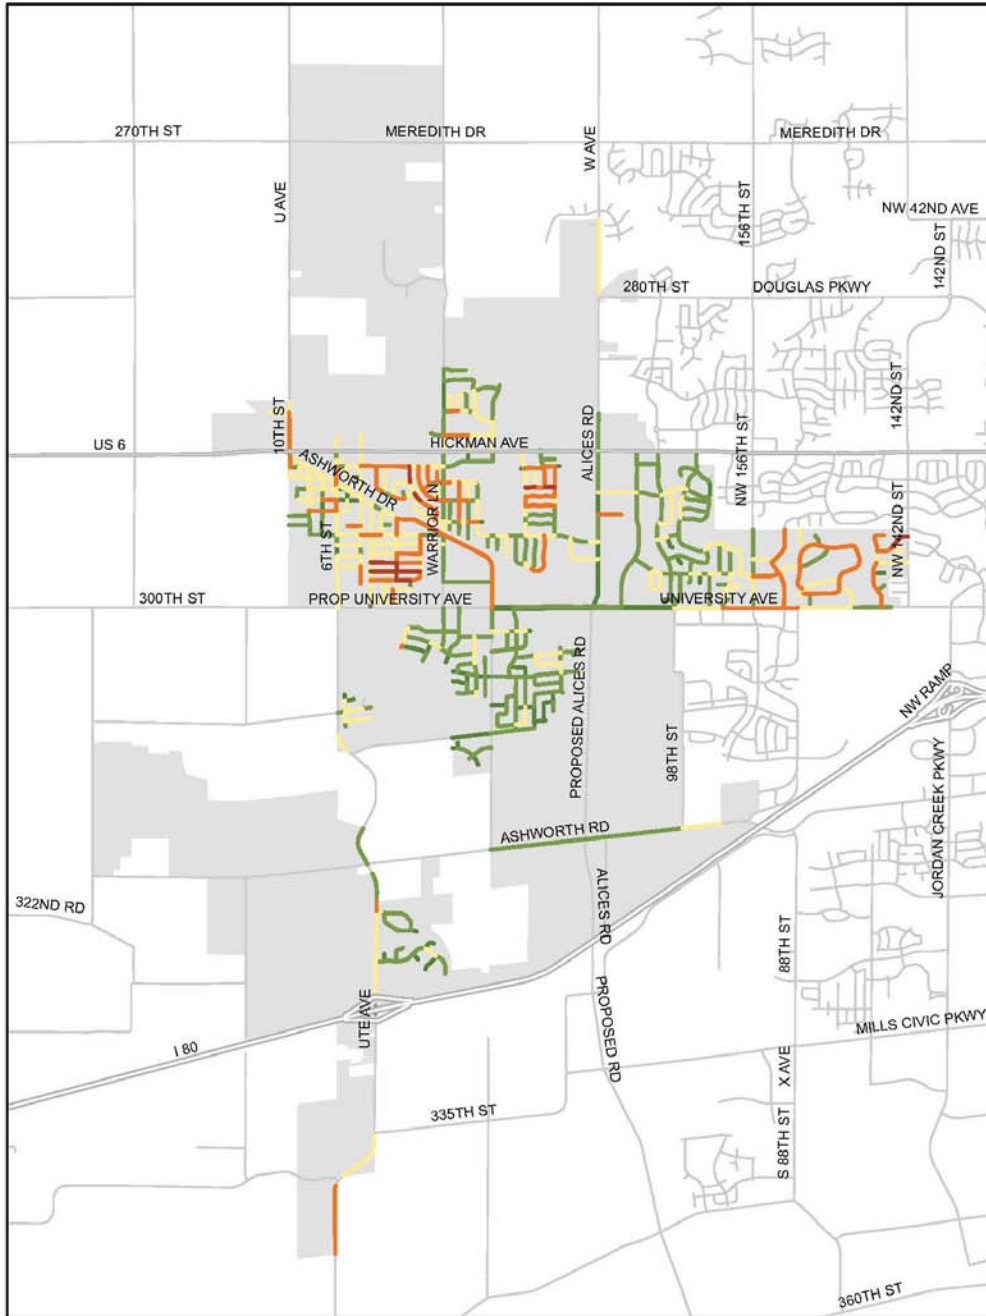 270TH ST
MEREDITH DR
MEREDITH DR
W AVE
U AVE
156TH ST
NW 42ND AVE
142ND ST
280TH ST
DOUGLAS PKWY
142ND ST
10TH ST
ALICES RD
US 6
HICKMAN AVE
NW 156TH ST
ASHWORTH DR
WARRIOR LN
6TH ST
NW 142ND ST
300TH ST
PROP UNIVERSITY AVE
UNIVERSITY AVE
PROPOSED ALICES RD
98TH ST
NW RAMP
JORDAN CREEK PKWY
ASHWORTH RD
322ND RD
ALICES RD
88TH ST
UTE AVE
PROPOSED RD
MILLS CIVIC PKWY
I 80
X AVE
335TH ST
S 88TH ST
360TH ST